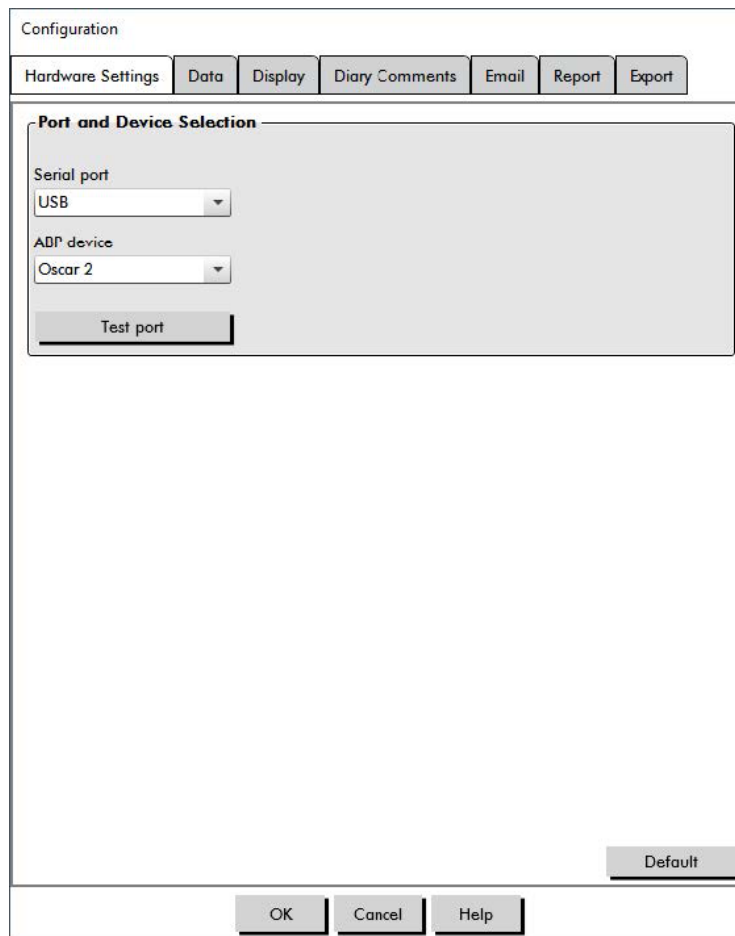 Configuration
Hardware Settings Data Display Diary Comments Email Report Export
Port and Device Selection
Serial port
USB
ABP device
Oscar 2
Test port
Default
OK Cancel Help